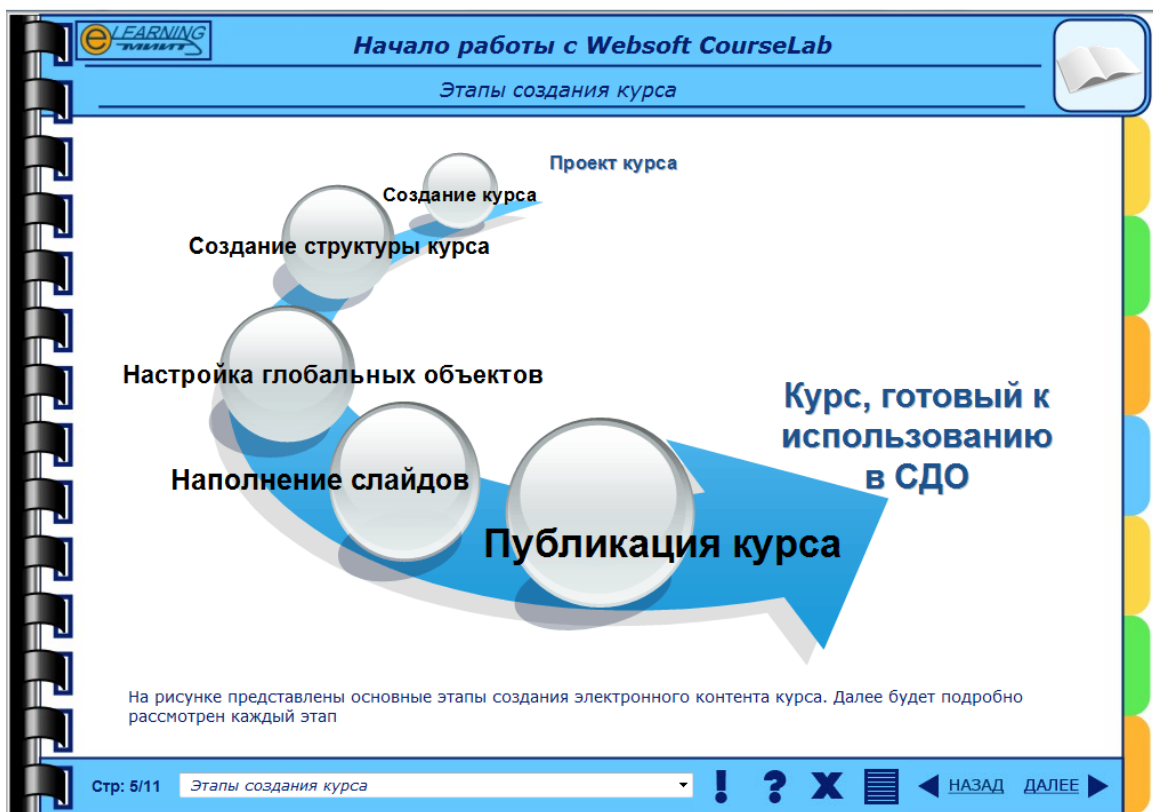 e LEARNING
МИИТ
Начало работы с Websoft CourseLab
Этапы создания курса
Проект курса
Создание курса
Создание структуры курса
Настройка глобальных объектов
Наполнение слайдов
Публикация курса
Курс, готовый к
использованию
в СДО
На рисунке представлены основные этапы создания электронного контента курса. Далее будет подробно
рассмотрен каждый этап
Стр: 5/11
Этапы создания курса
!
?
X
НАЗАД
ДАЛЕЕ